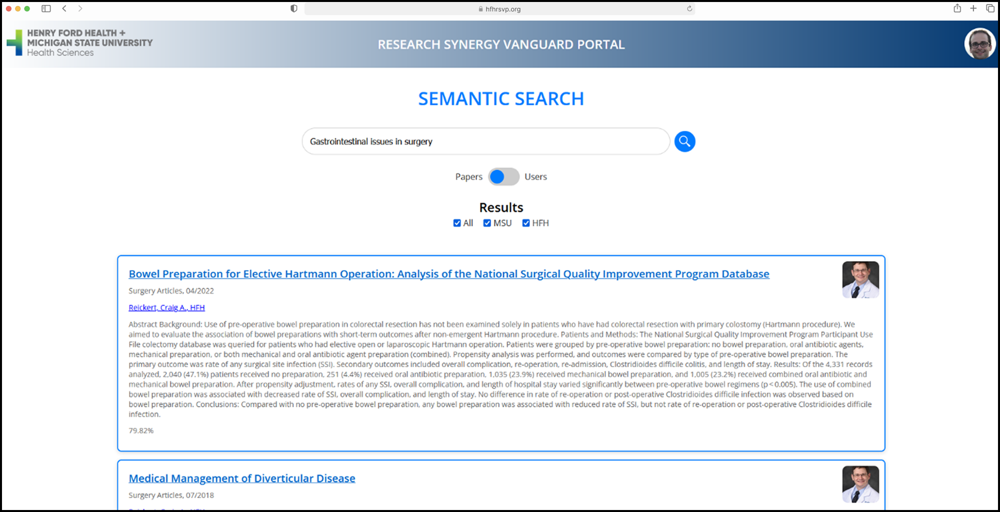 hfhrsvp.org
HENRY FORD HEALTH +
MICHIGAN STATE UNIVERSITY
Health Sciences
RESEARCH SYNERGY VANGUARD PORTAL
SEMANTIC SEARCH
Gastrointestinal issues in surgery
Papers Users
Results
All MSU HFH
Bowel Preparation for Elective Hartmann Operation: Analysis of the National Surgical Quality Improvement Program Database
Surgery Articles, 04/2022
Reickert, Craig A., HFH
Abstract Background: Use of pre-operative bowel preparation in colorectal resection has not been examined solely in patients who have had colorectal resection with primary colostomy (Hartmann procedure). We
aimed to evaluate the association of bowel preparations with short-term outcomes after non-emergent Hartmann procedure. Patients and Methods: The National Surgical Quality Improvement Program Participant Use
File colectomy database was queried for patients who had elective open or laparoscopic Hartmann operation. Patients were grouped by pre-operative bowel preparation: no bowel preparation, oral antibiotic agents,
mechanical preparation, or both mechanical and oral antibiotic agent preparation (combined). Propensity analysis was performed, and outcomes were compared by type of pre-operative bowel preparation. The
primary outcome was rate of any surgical site infection (SSI). Secondary outcomes included overall complication, re-operation, re-admission, Clostridioides difficile colitis, and length of stay. Results: Of the 4,331 records
analyzed, 2,040 (47.1%) patients received no preparation, 251 (4.4%) received oral antibiotic preparation, 1,035 (23.9%) received mechanical bowel preparation, and 1,005 (23.2%) received combined oral antibiotic and
mechanical bowel preparation. After propensity adjustment, rates of any SSI, overall complication, and length of hospital stay varied significantly between pre-operative bowel regimens (p < 0.005). The use of combined
bowel preparation was associated with decreased rate of SSI, overall complication, and length of stay. No difference in rate of re-operation or post-operative Clostridioides difficile infection was observed based on
bowel preparation. Conclusions: Compared with no pre-operative bowel preparation, any bowel preparation was associated with reduced rate of SSI, but not rate of re-operation or post-operative Clostridioides difficile
infection.
79.82%
Medical Management of Diverticular Disease
Surgery Articles, 07/2018